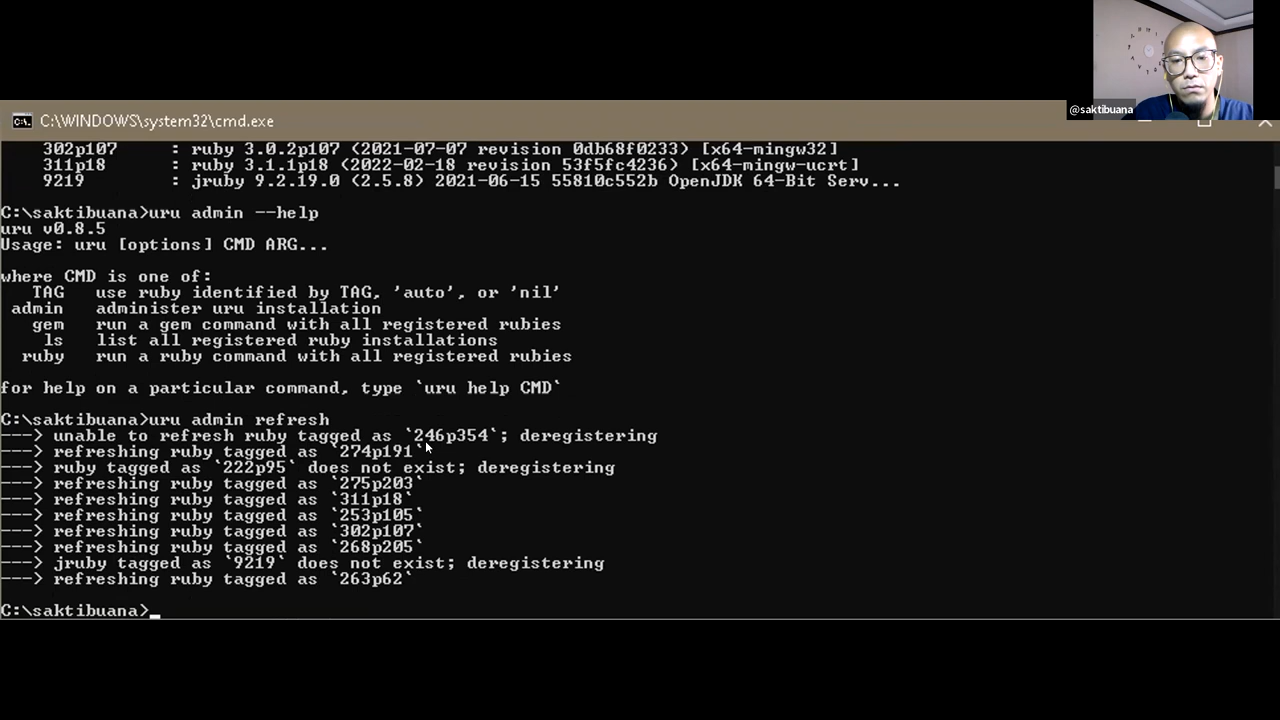 @saktibuana
C:\WINDOWS\system32\cmd.exe
302p107 : ruby 3.0.2p107 (2021-07-07 revision 0db68f0233) [x64-mingw32]
311p18 : ruby 3.1.1p18 (2022-02-18 revision 53f5fc4236) [x64-mingw-ucrt]
9219 : jruby 9.2.19.0 (2.5.8) 2021-06-15 55810c552b OpenJDK 64-Bit Serv...
C:\saktibuana>uru admin --help
uru v0.8.5
Usage: uru [options] CMD ARG...
where CMD is one of:
TAG use ruby identified by TAG, 'auto', or 'nil'
admin administer uru installation
gem run a gem command with all registered rubies
ls list all registered ruby installations
ruby run a ruby command with all registered rubies
for help on a particular command, type `uru help CMD`
C:\saktibuana>uru admin refresh
---> unable to refresh ruby tagged as `246p354`; deregistering
---> refreshing ruby tagged as `274p191`
---> ruby tagged as `222p95` does not exist; deregistering
---> refreshing ruby tagged as `275p203`
---> refreshing ruby tagged as `311p18`
---> refreshing ruby tagged as `253p105`
---> refreshing ruby tagged as `302p107`
---> refreshing ruby tagged as `268p205`
---> jruby tagged as `9219` does not exist; deregistering
---> refreshing ruby tagged as `263p62`
C:\saktibuana>